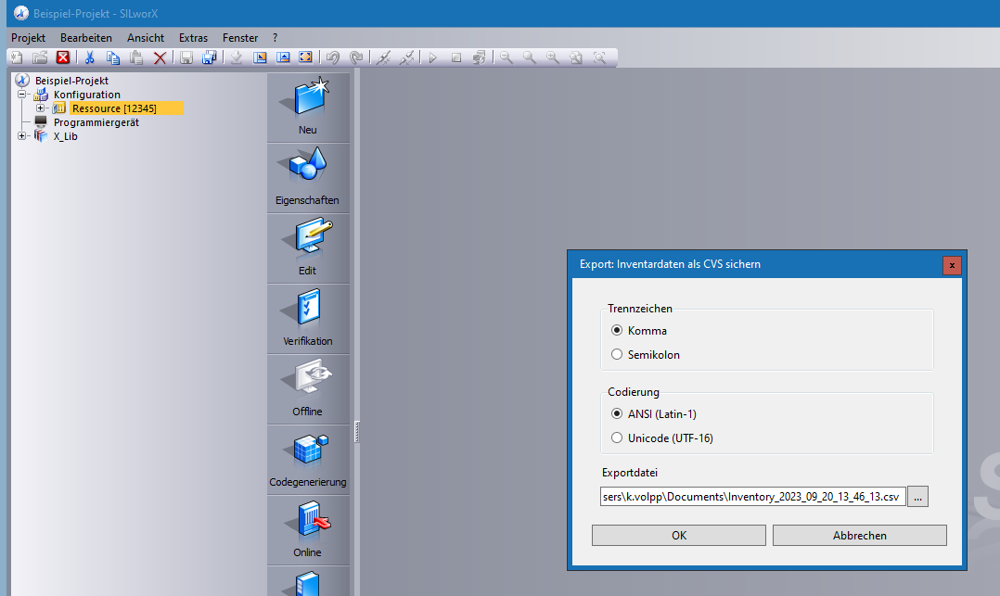 Beispiel-Projekt - SILworX
Projekt Bearbeiten Ansicht Extras Fenster ?
Beispiel-Projekt
Konfiguration
Ressource [12345]
Programmiergerät
X_Lib
Neu
Eigenschaften
Edit
Verifikation
Offline
Codegenerierung
Online
Export: Inventardaten als CVS sichern
x
Trennzeichen
Komma
Semikolon
Codierung
ANSI (Latin-1)
Unicode (UTF-16)
Exportdatei
sers\k.volpp\Documents\Inventory_2023_09_20_13_46_13.csv ...
OK Abbrechen
S